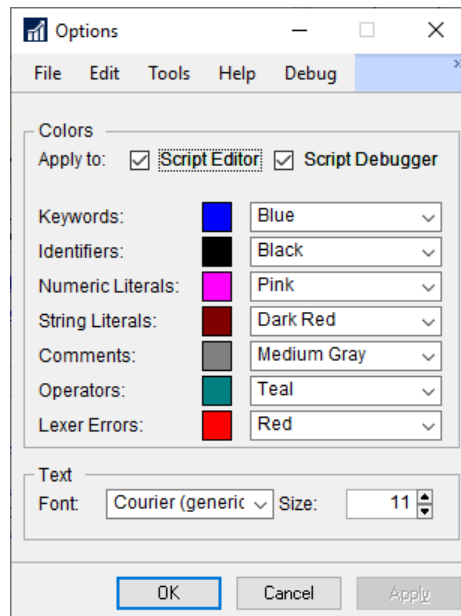 Options
File Edit Tools Help Debug »
Colors
Apply to: Script Editor Script Debugger
Keywords: Blue
Identifiers: Black
Numeric Literals: Pink
String Literals: Dark Red
Comments: Medium Gray
Operators: Teal
Lexer Errors: Red
Text
Font: Courier (generic Size: 11
OK Cancel Apply